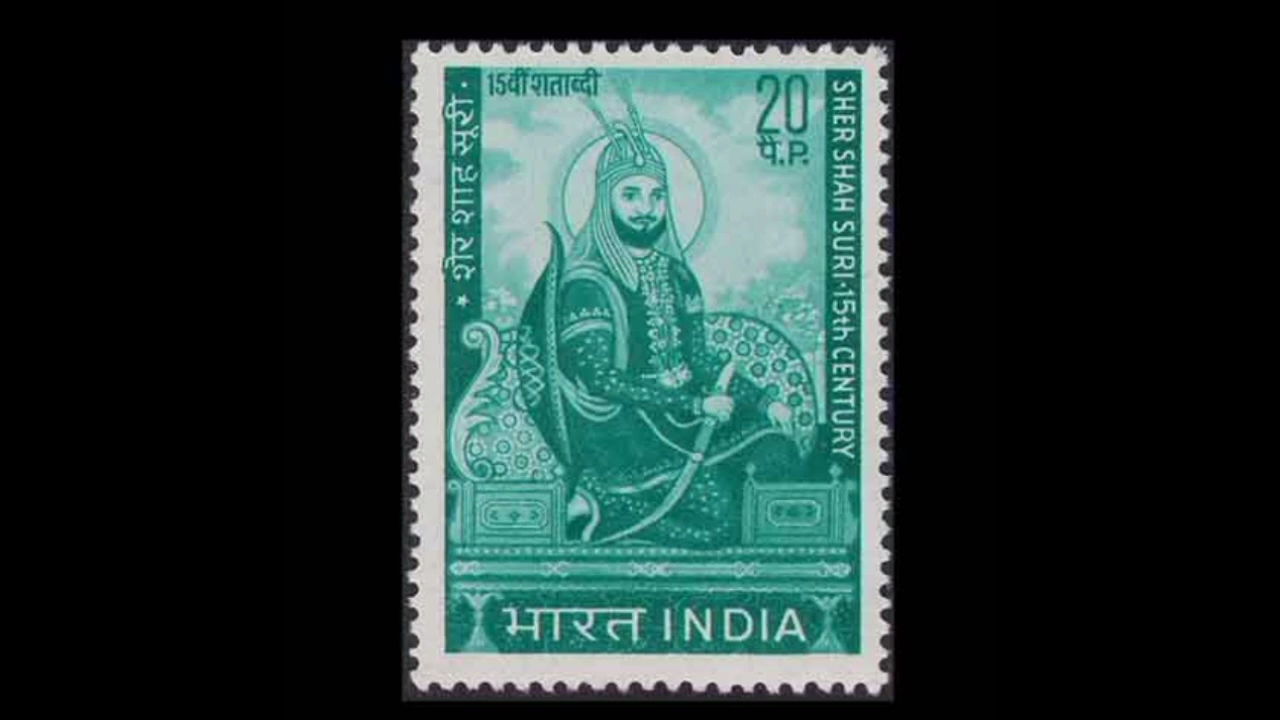 15वीं शताब्दी
20
पै. P.
* शेर शाह सूरी •
SHER SHAH SURI • 15th CENTURY
भारत INDIA